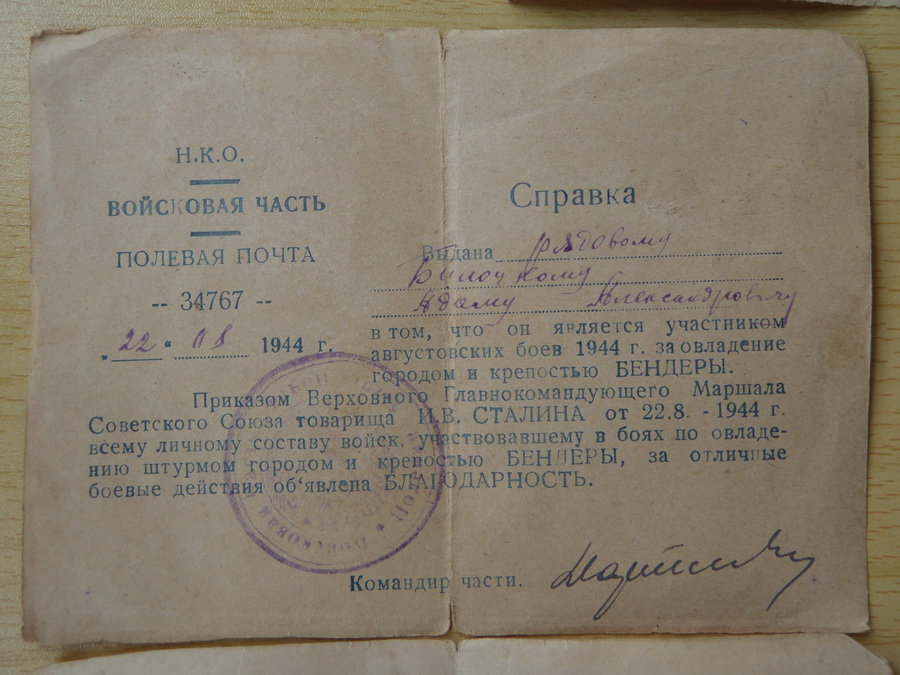 Н.К.О.
ВОЙСКОВАЯ ЧАСТЬ
ПОЛЕВАЯ ПОЧТА
-- 34767 --
„22“ 08 1944 г.
Справка
Выдана рядовому
Билоцкому
Адаму Александровичу
в том, что он является участником
августовских боев 1944 г. за овладение
городом и крепостью БЕНДЕРЫ.
Приказом Верховного Главнокомандующего Маршала
Советского Союза товарища И.В. СТАЛИНА от 22.8. -1944 г.
всему личному составу войск, участвовавшему в боях по овладе-
нию штурмом городом и крепостью БЕНДЕРЫ, за отличные
боевые действия об'явлена БЛАГОДАРНОСТЬ.
Командир части.